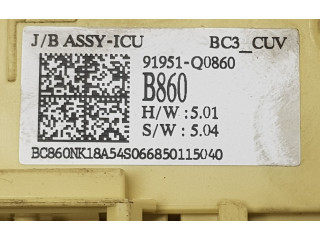 J/B ASSY-ICU BC3_CUV
91951-Q0860
B860
H/W : 5.01
S/W : 5.04
BC860NK18A54S066850115040